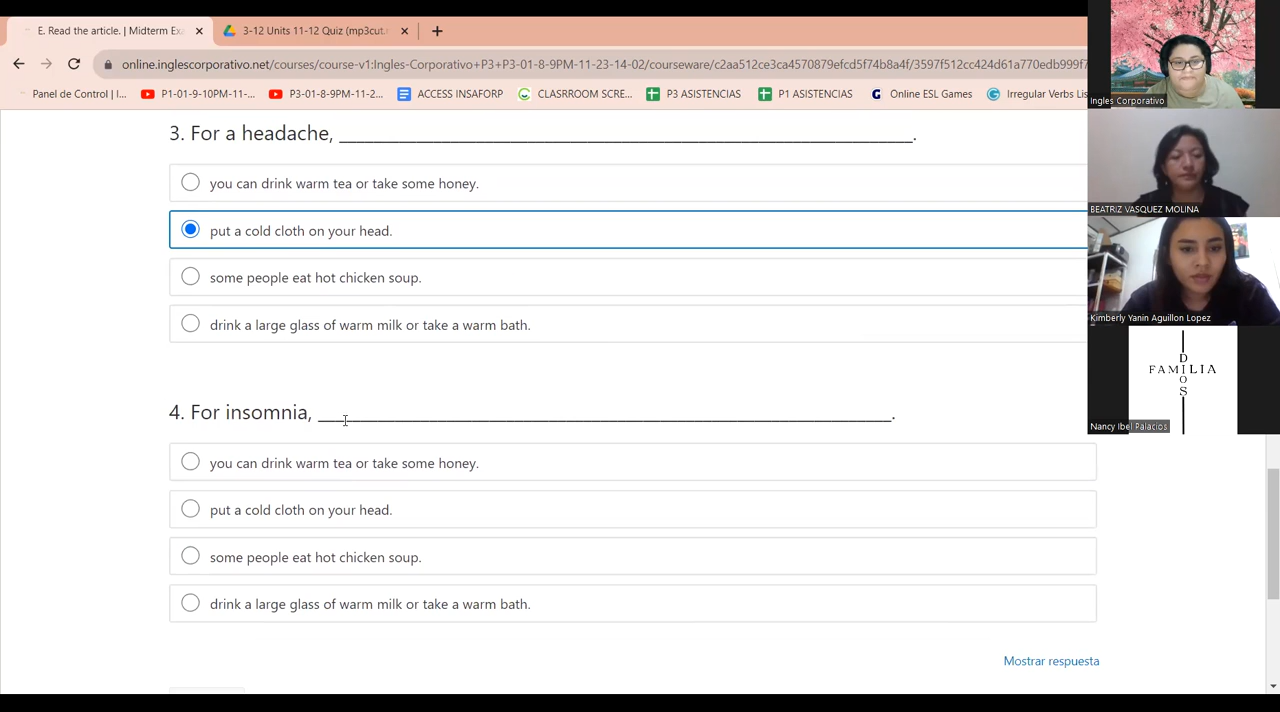 E. Read the article. | Midterm Exa
3-12 Units 11-12 Quiz (mp3cut.
online.inglescorporativo.net/courses/course-v1:Ingles-Corporativo+P3+P3-01-8-9PM-11-23-14-02/courseware/c2aa512ce3ca4570879efcd5f74b8a4f/3597f512cc424d61a770edb999f7
Panel de Control | I...
P1-01-9-10PM-11-...
P3-01-8-9PM-11-2...
ACCESS INSAFORP
CLASRROOM SCRE...
P3 ASISTENCIAS
P1 ASISTENCIAS
Online ESL Games
Irregular Verbs Lis
3. For a headache, ______.
you can drink warm tea or take some honey.
put a cold cloth on your head.
some people eat hot chicken soup.
drink a large glass of warm milk or take a warm bath.
4. For insomnia, ______.
you can drink warm tea or take some honey.
put a cold cloth on your head.
some people eat hot chicken soup.
drink a large glass of warm milk or take a warm bath.
Mostrar respuesta
Ingles Corporativo
BEATRIZ VASQUEZ MOLINA
Kimberly Yanin Aguillon Lopez
FAMILIA
DIOS
Nancy Ibel Palacios